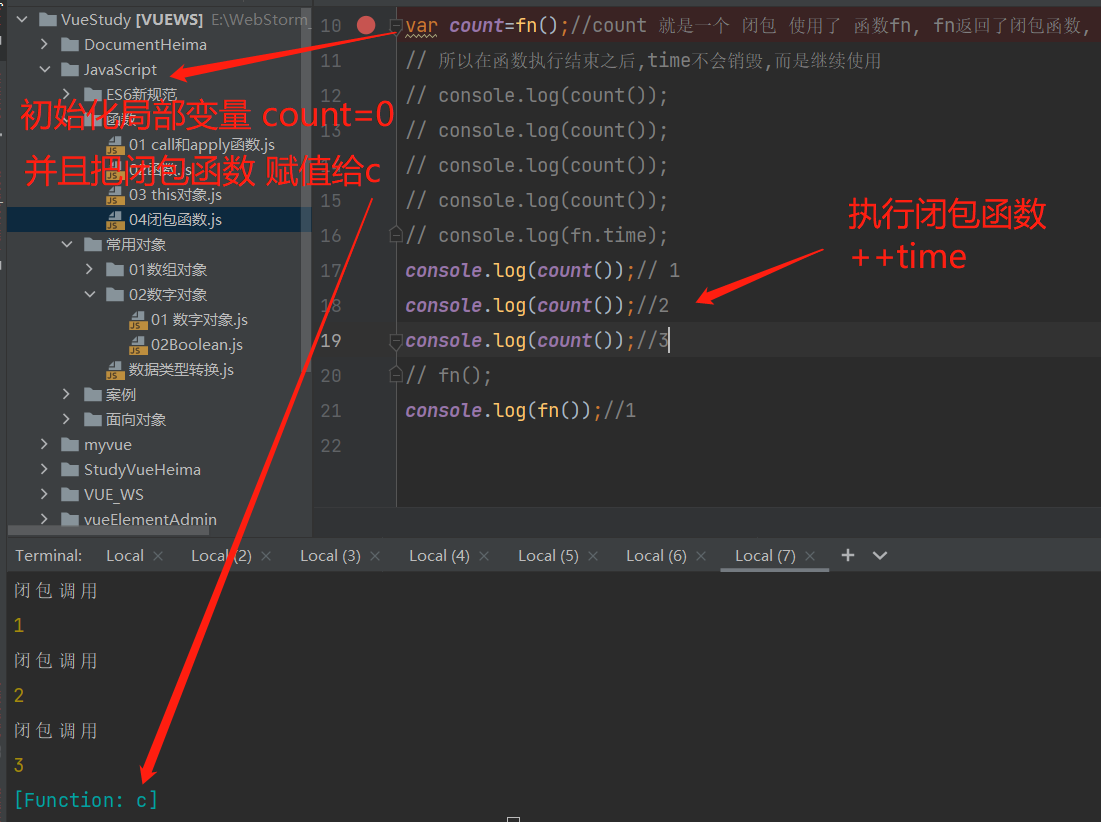 VueStudy [VUEWS] E:\WebStorm
DocumentHeima
JavaScript
ES6新规范
函数
01 call和apply函数.js
02函数.js
03 this对象.js
04闭包函数.js
常用对象
01数组对象
02数字对象
01 数字对象.js
02Boolean.js
数据类型转换.js
案例
面向对象
myvue
StudyVueHeima
VUE_WS
vueElementAdmin
初始化局部变量 count=0
并且把闭包函数 赋值给c
10 var count=fn();//count 就是一个 闭包 使用了 函数fn, fn返回了闭包函数,
11 // 所以在函数执行结束之后,time不会销毁,而是继续使用
12 // console.log(count());
13 // console.log(count());
// console.log(count());
15 // console.log(count());
16 // console.log(fn.time);
17 console.log(count());// 1
18 console.log(count());//2
19 console.log(count());//3
20 // fn();
21 console.log(fn());//1
22
执行闭包函数
++time
Terminal: Local Local (2) Local (3) Local (4) Local (5) Local (6) Local (7)
闭包调用
1
闭包调用
2
闭包调用
3
[Function: c]